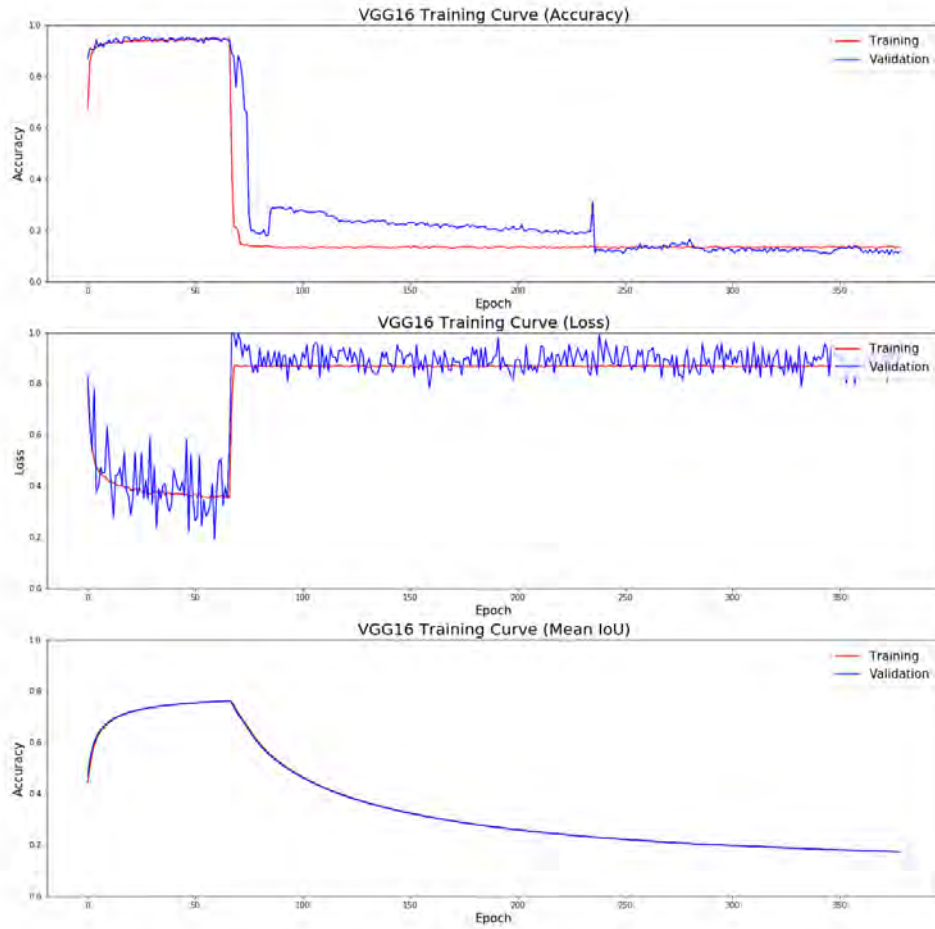 VGG16 Training Curve (Accuracy)
1.0
0.8
0.6
0.4
0.2
0.0
Accuracy
Training
Validation
0
50
100
150
200
250
300
350
Epoch
VGG16 Training Curve (Loss)
1.0
0.8
0.6
0.4
0.2
0.0
Loss
Training
Validation
0
50
100
150
200
250
300
350
Epoch
VGG16 Training Curve (Mean IoU)
1.0
0.8
0.6
0.4
0.2
0.0
Accuracy
Training
Validation
0
50
100
150
200
250
300
350
Epoch